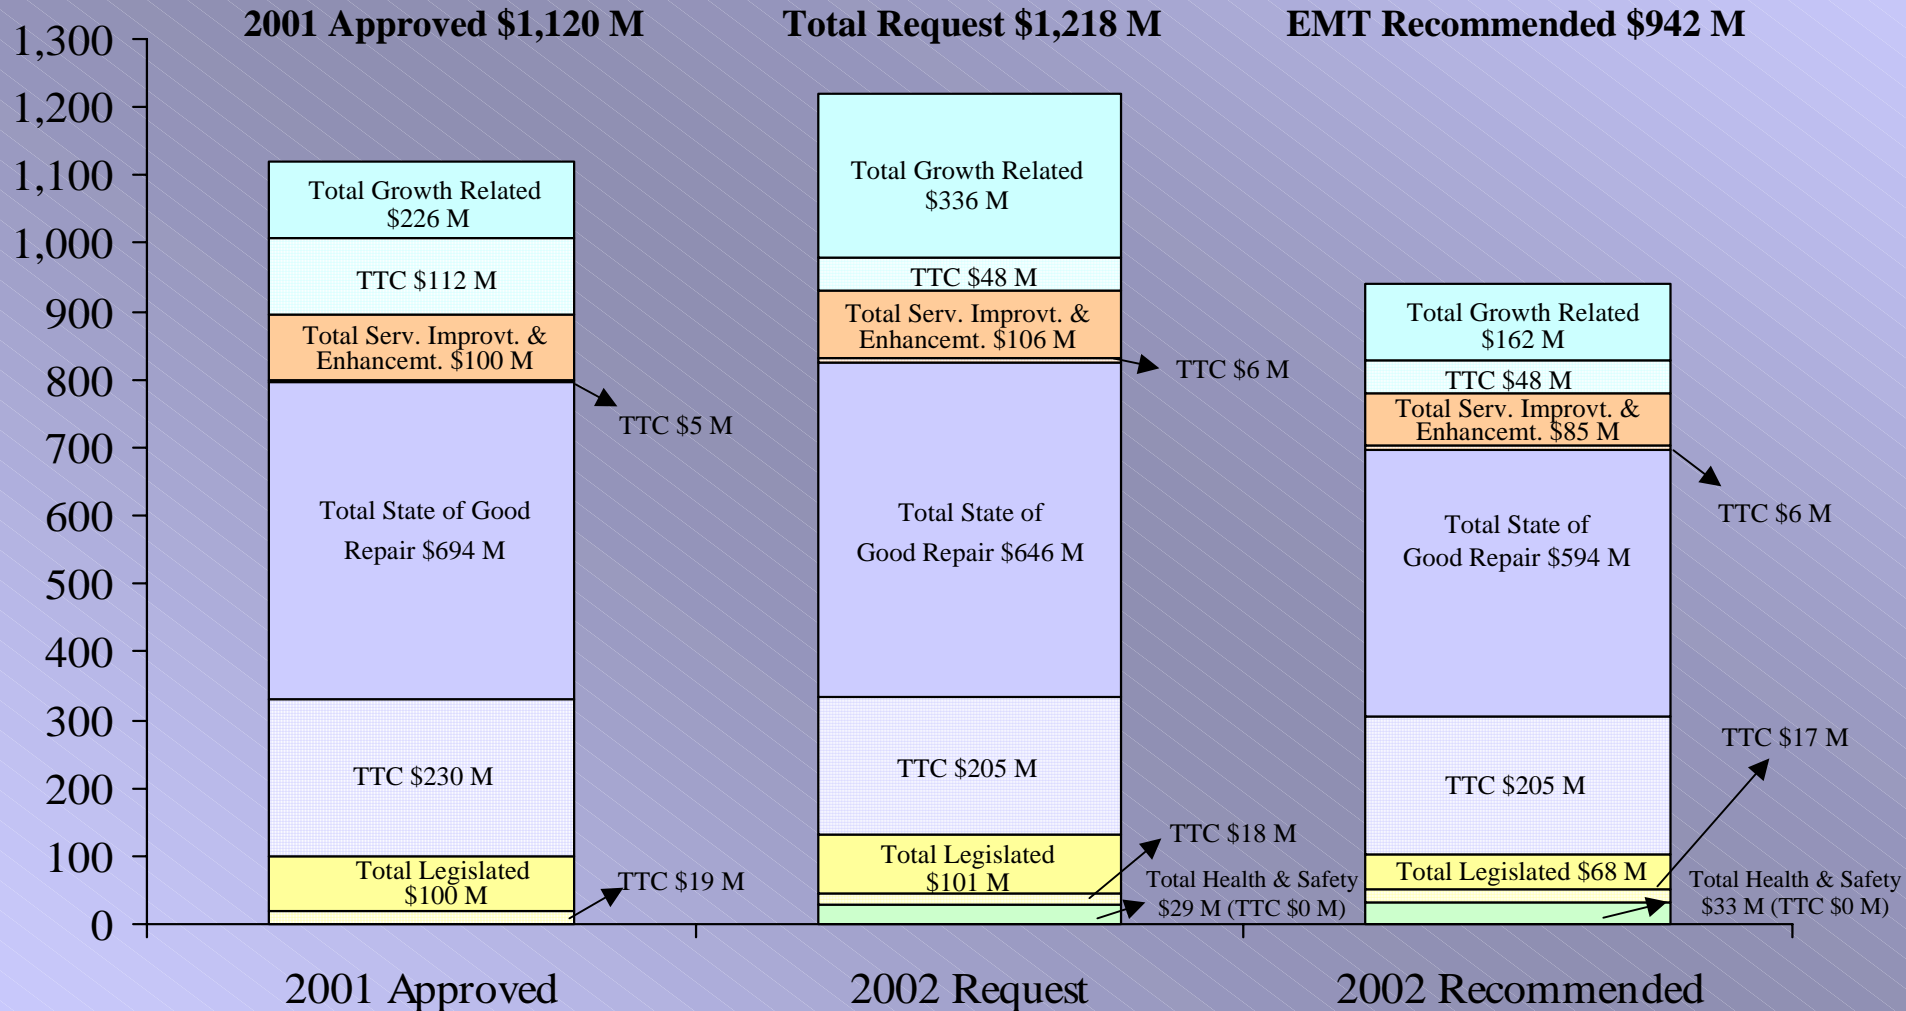 2001 Approved $1,120 M
Total Request $1,218 M
EMT Recommended $942 M
1,300
1,200
1,100
1,000
900
800
700
600
500
400
300
200
100
0
Total Growth Related
$226 M
TTC $112 M
Total Serv. Improvt. &
Enhancemt. $100 M
TTC $5 M
Total State of Good
Repair $694 M
TTC $230 M
Total Legislated
$100 M
TTC $19 M
Total Growth Related
$336 M
TTC $48 M
Total Serv. Improvt. &
Enhancemt. $106 M
TTC $6 M
Total State of
Good Repair $646 M
TTC $205 M
Total Legislated
$101 M
TTC $18 M
Total Health & Safety
$29 M (TTC $0 M)
Total Growth Related
$162 M
TTC $48 M
Total Serv. Improvt. &
Enhancemt. $85 M
TTC $6 M
Total State of
Good Repair $594 M
TTC $205 M
TTC $17 M
Total Legislated $68 M
Total Health & Safety
$33 M (TTC $0 M)
2001 Approved
2002 Request
2002 Recommended